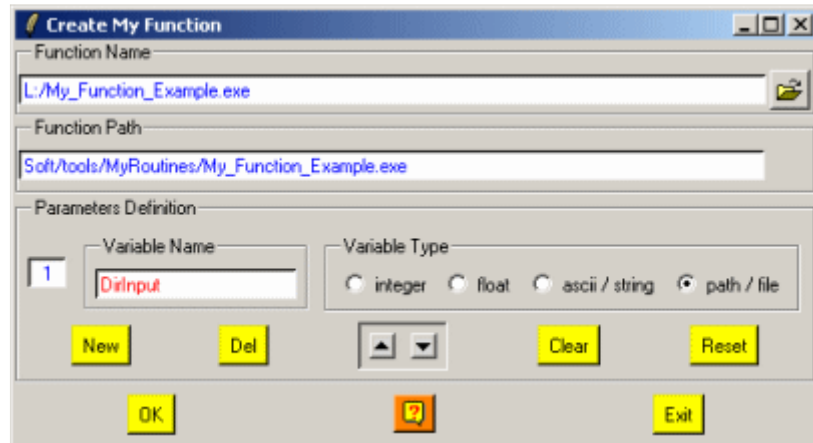 Create My Function
Function Name
L:/My_Function_Example.exe
Function Path
Soft/tools/MyRoutines/My_Function_Example.exe
Parameters Definition
Variable Name
Variable Type
1
DirInput
integer
float
ascii / string
path / file
New
Del
Clear
Reset
OK
?
Exit